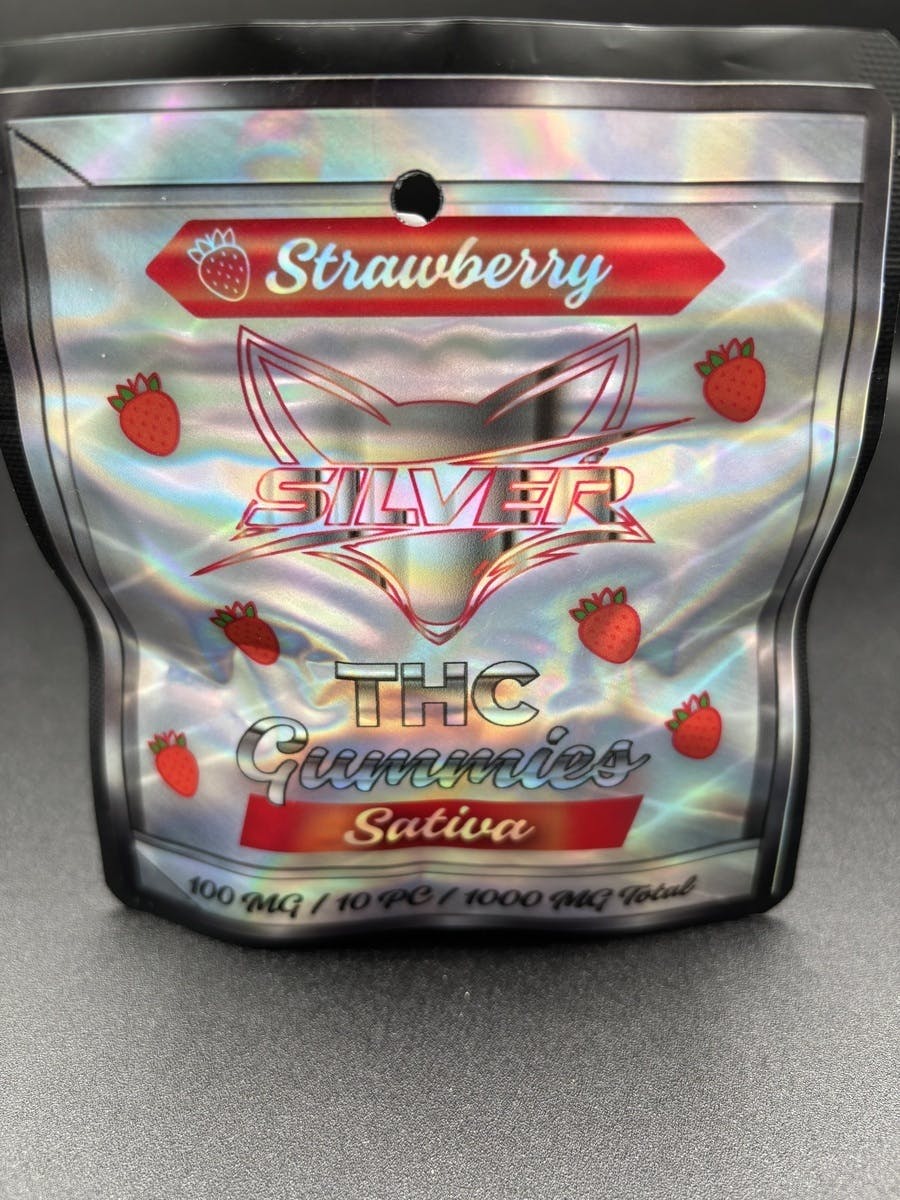 Strawberry
SILVER
THC
Gummies
Sativa
100 MG / 10 PC / 1000 MG Total